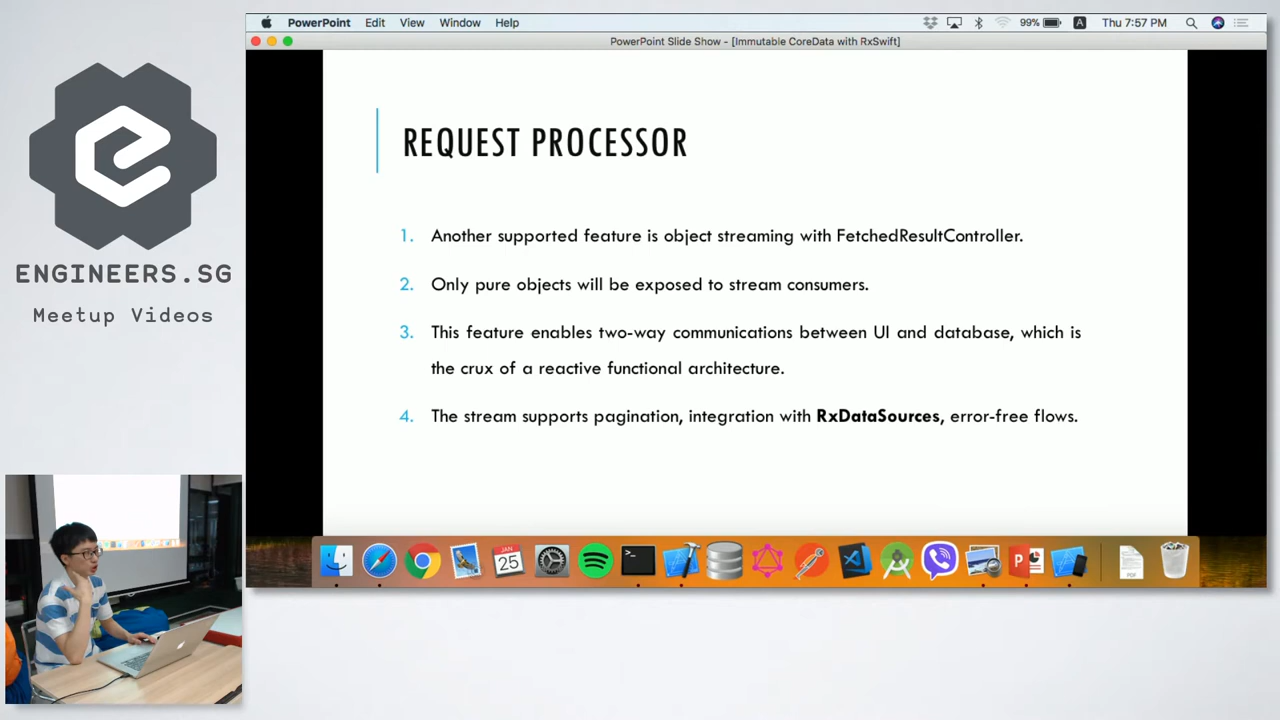 PowerPoint Edit View Window Help 99% A Thu 7:57 PM
PowerPoint Slide Show - [Immutable CoreData with RxSwift]
ENGINEERS.SG
Meetup Videos
REQUEST PROCESSOR
1. Another supported feature is object streaming with FetchedResultController.
2. Only pure objects will be exposed to stream consumers.
3. This feature enables two-way communications between UI and database, which is
the crux of a reactive functional architecture.
4. The stream supports pagination, integration with RxDataSources, error-free flows.
JAN
25
>_
P
PDF